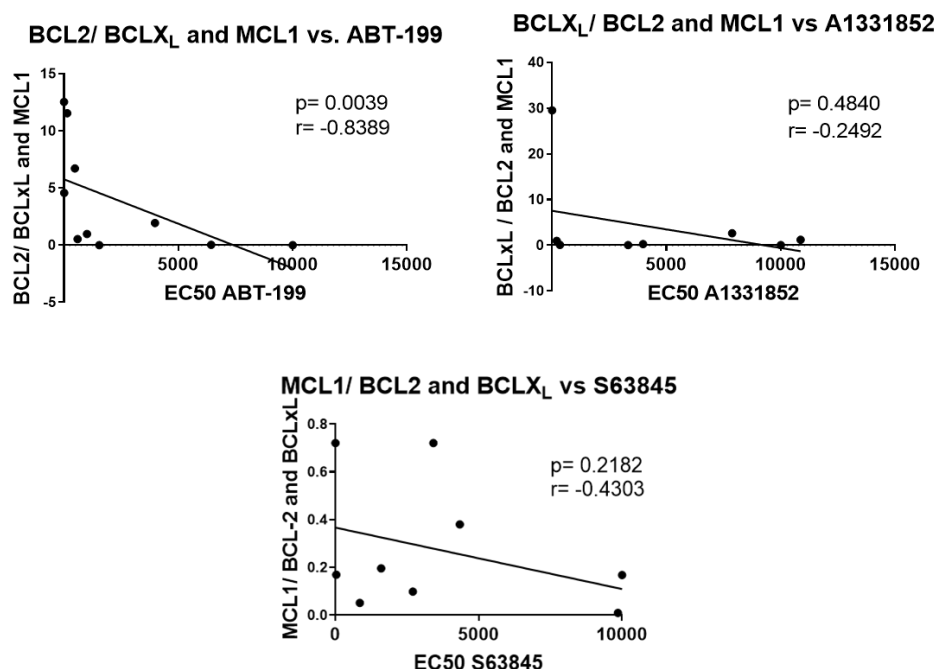 BCL2/ BCLXL and MCL1 vs. ABT-199
BCL2/ BCLxL and MCL1
15
10
5
0
-5
5000
10000
15000
p= 0.0039
r= -0.8389
EC50 ABT-199
BCLXL/ BCL2 and MCL1 vs A1331852
BCLxL / BCL2 and MCL1
40
30
20
10
0
-10
5000
10000
15000
p= 0.4840
r= -0.2492
EC50 A1331852
MCL1/ BCL2 and BCLXL vs S63845
MCL1/ BCL-2 and BCLxL
0.8
0.6
0.4
0.2
0.0
0
5000
10000
p= 0.2182
r= -0.4303
EC50 S63845